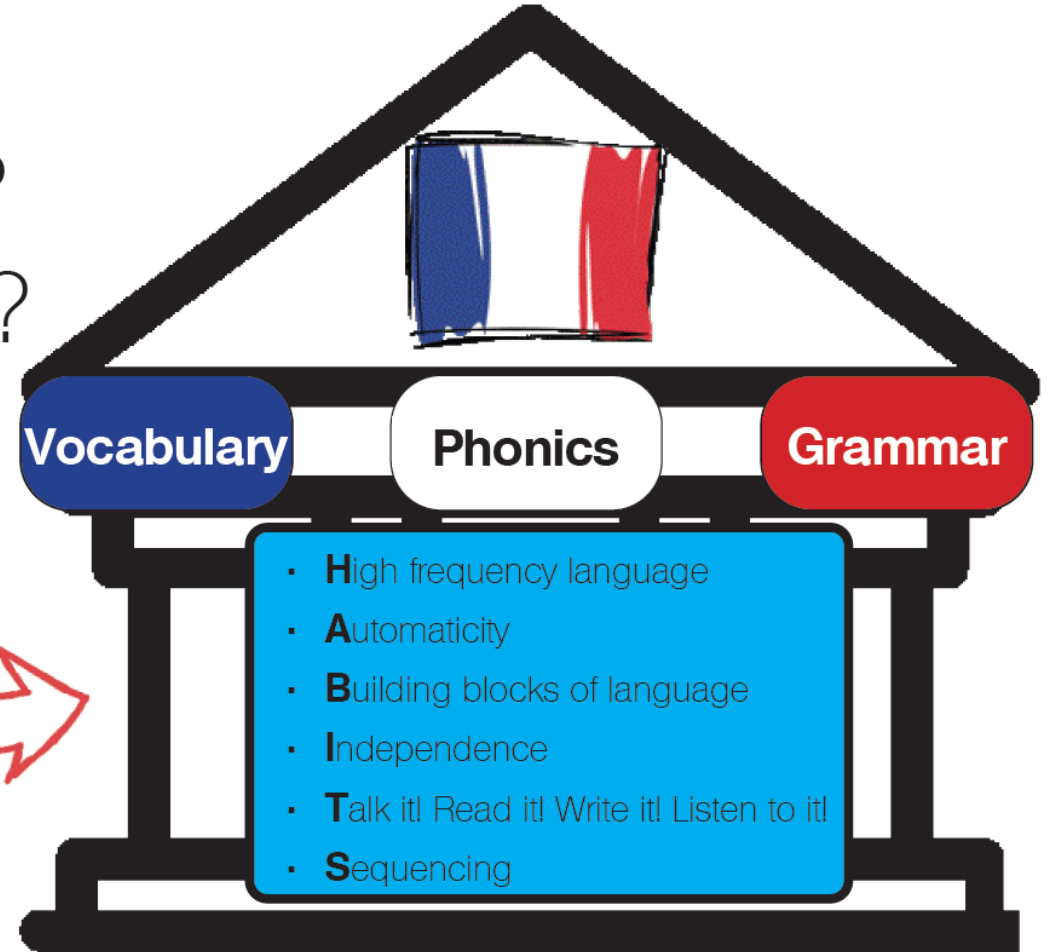 ?
?
Vocabulary
Phonics
Grammar
· High frequency language
· Automaticity
· Building blocks of language
· Independence
· Talk it! Read it! Write it! Listen to it!
· Sequencing